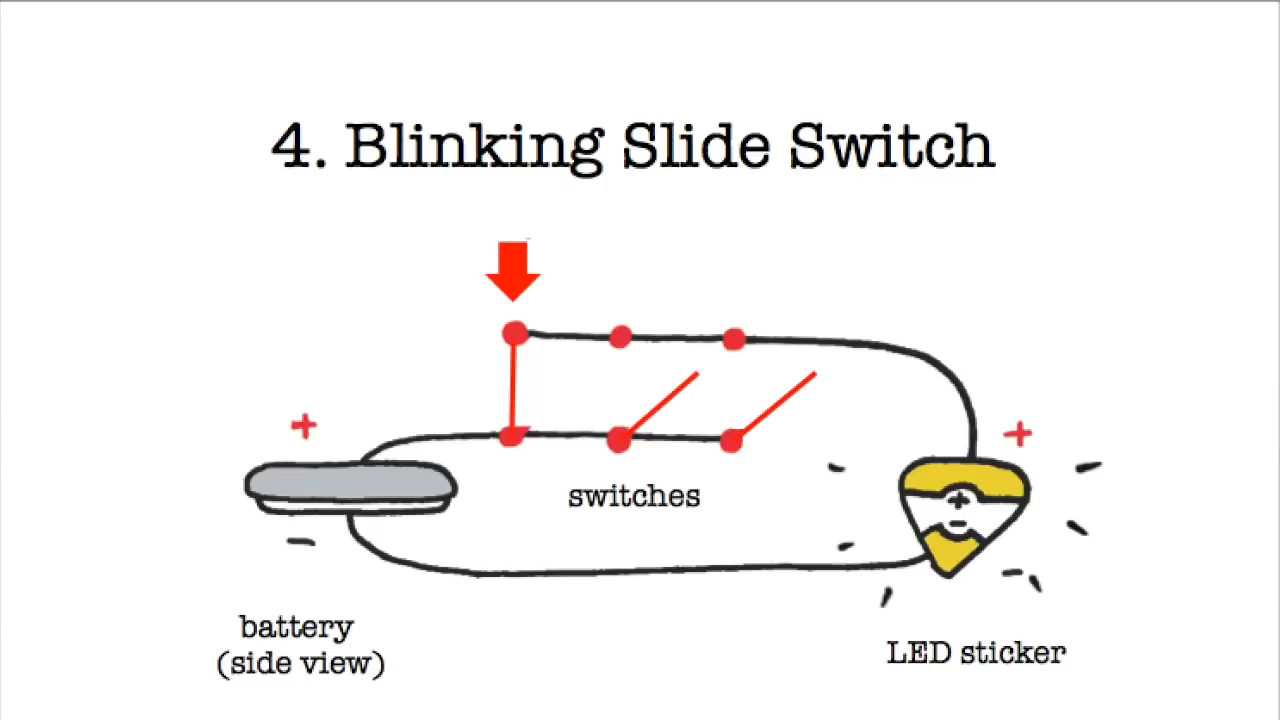 4. Blinking Slide Switch
+
+
switches
+
-
-
battery
(side view)
LED sticker